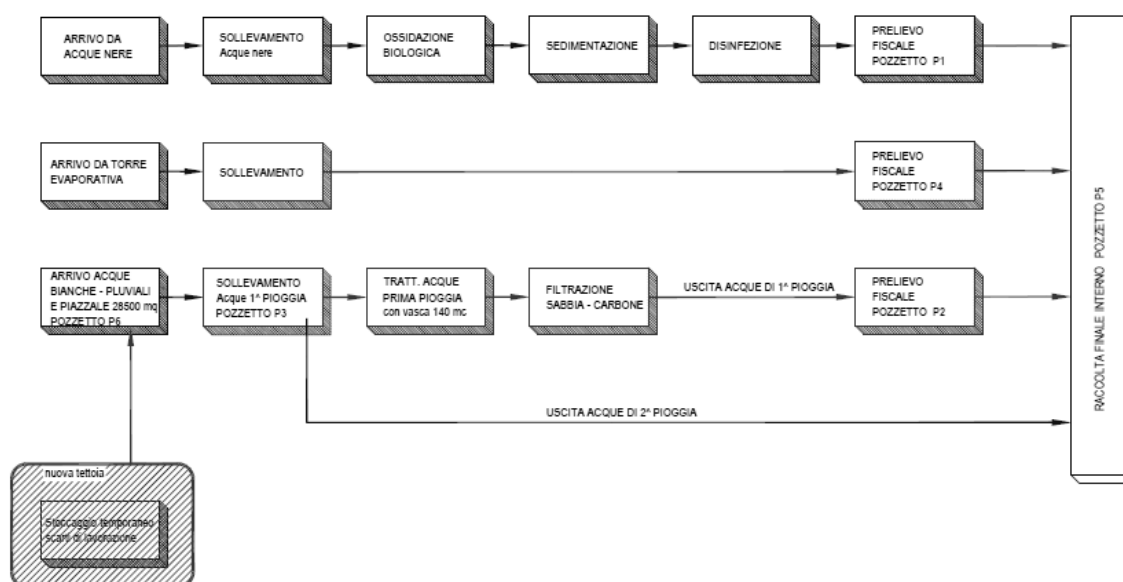 ARRIVO DA
ACQUE NERE
SOLLEVAMENTO
Acque nere
OSSIDAZIONE
BIOLOGICA
SEDIMENTAZIONE
DISINFEZIONE
PRELIEVO
FISCALE
POZZETTO P1
ARRIVO DA TORRE
EVAPORATIVA
SOLLEVAMENTO
PRELIEVO
FISCALE
POZZETTO P4
ARRIVO ACQUE
BIANCHE - PLUVIALI
E PIAZZALE 28500 mq
POZZETTO P6
SOLLEVAMENTO
Acque 1^ PIOGGIA
POZZETTO P3
TRATT. ACQUE
PRIMA PIOGGIA
con vasca 140 mc
FILTRAZIONE
SABBIA - CARBONE
USCITA ACQUE DI 1^ PIOGGIA
PRELIEVO
FISCALE
POZZETTO P2
USCITA ACQUE DI 2^ PIOGGIA
RACCOLTA FINALE INTERNO POZZETTO P5
nuova tettoia
Stoccaggio temporaneo
scarti di lavorazione